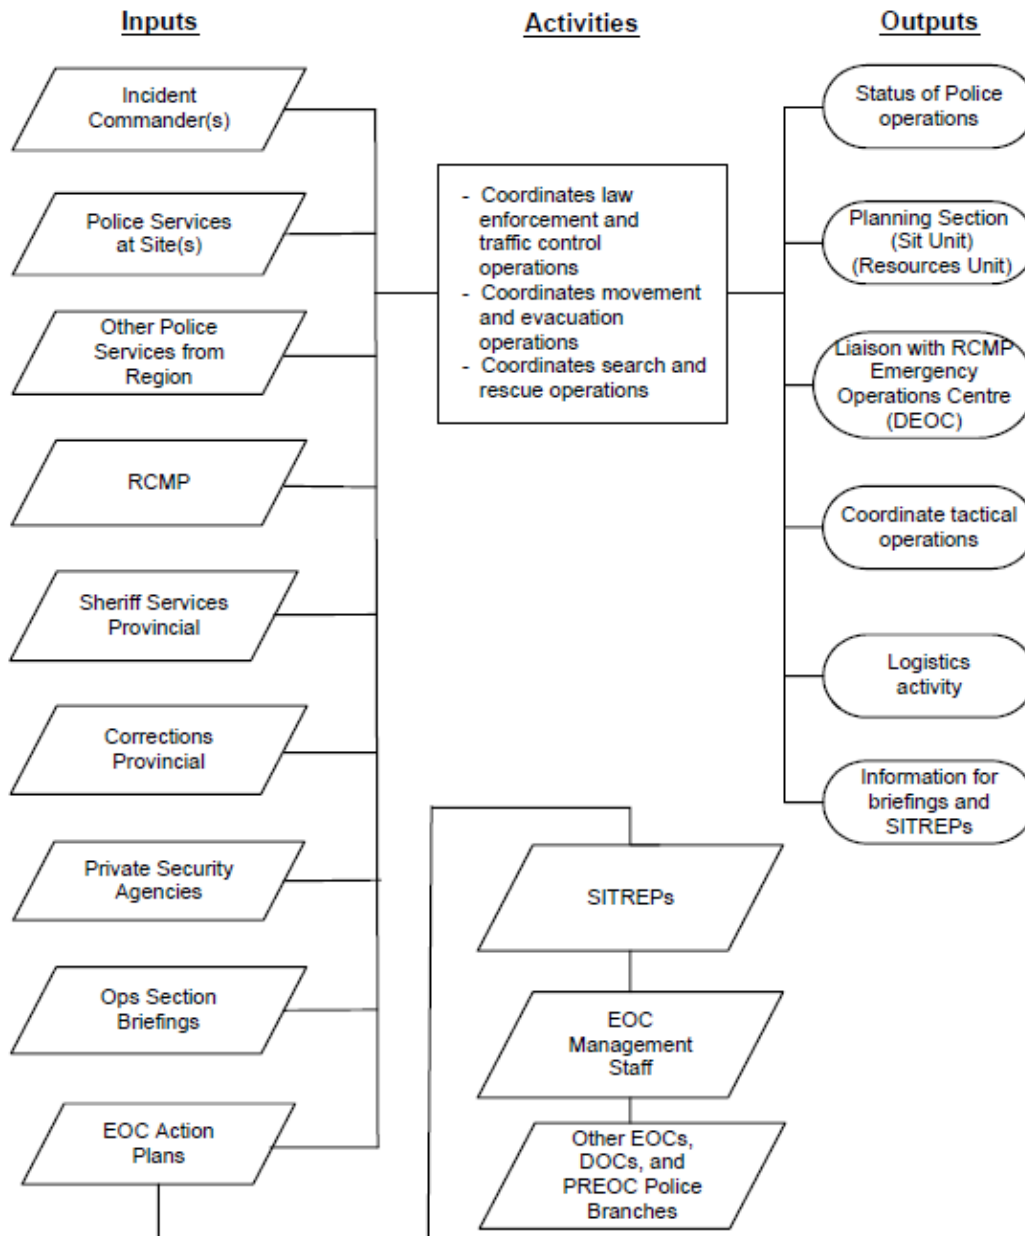 Inputs
Activities
Outputs
Incident
Commander(s)
Police Services
at Site(s)
Other Police
Services from
Region
RCMP
Sheriff Services
Provincial
Corrections
Provincial
Private Security
Agencies
Ops Section
Briefings
EOC Action
Plans
- Coordinates law
enforcement and
traffic control
operations
- Coordinates movement
and evacuation
operations
- Coordinates search and
rescue operations
SITREPs
EOC
Management
Staff
Other EOCs,
DOCs, and
PREOC Police
Branches
Status of Police
operations
Planning Section
(Sit Unit)
(Resources Unit)
Liaison with RCMP
Emergency
Operations Centre
(DEOC)
Coordinate tactical
operations
Logistics
activity
Information for
briefings and
SITREPs